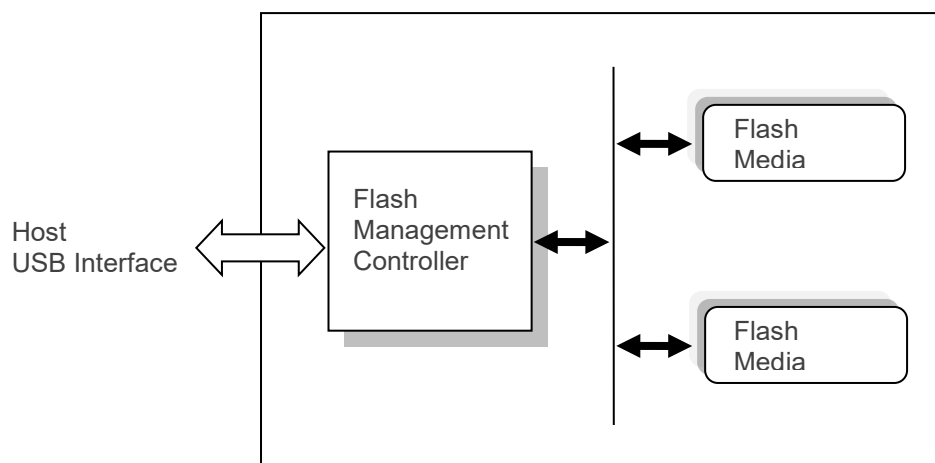 Host
USB Interface
Flash
Management
Controller
Flash
Media
Flash
Media